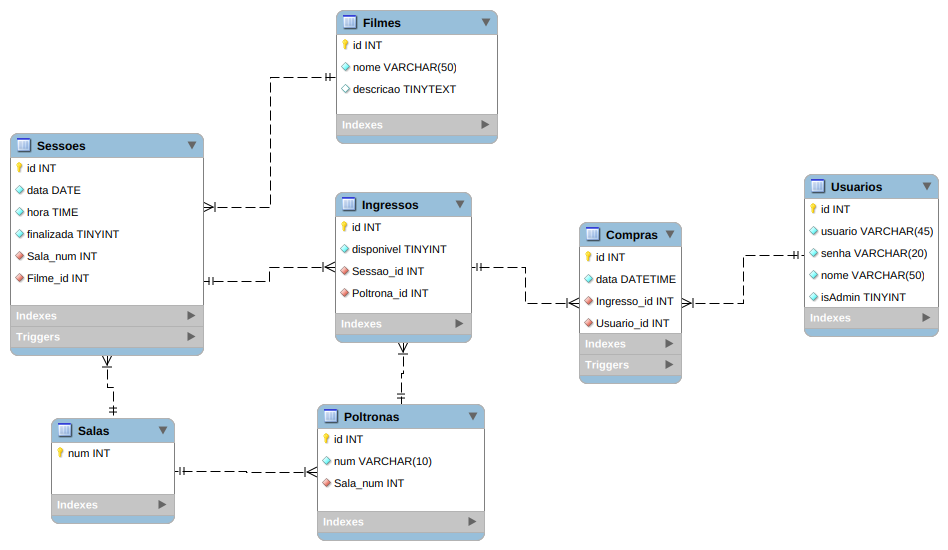 Filmes
id INT
nome VARCHAR(50)
descricao TINYTEXT
Indexes
Sessoes
id INT
data DATE
hora TIME
finalizada TINYINT
Sala_num INT
Filme_id INT
Indexes
Triggers
Ingressos
id INT
disponivel TINYINT
Sessao_id INT
Poltrona_id INT
Indexes
Compras
id INT
data DATETIME
Ingresso_id INT
Usuario_id INT
Indexes
Triggers
Usuarios
id INT
usuario VARCHAR(45)
senha VARCHAR(20)
nome VARCHAR(50)
isAdmin TINYINT
Indexes
Salas
num INT
Indexes
Poltronas
id INT
num VARCHAR(10)
Sala_num INT
Indexes